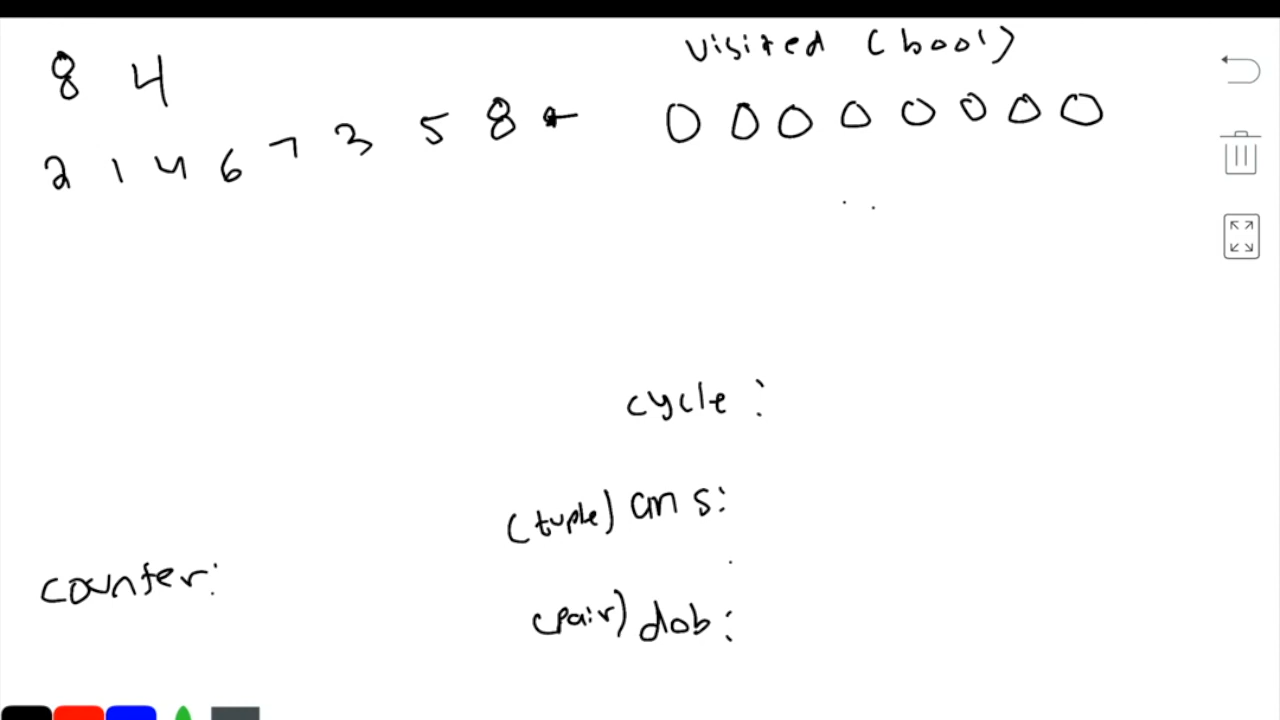 8 4
2 1 4 6 7 3 5 8 ←
visited (bool)
0 0 0 0 0 0 0 0
cycle :
(tuple) ans:
counter:
(pair) dob :